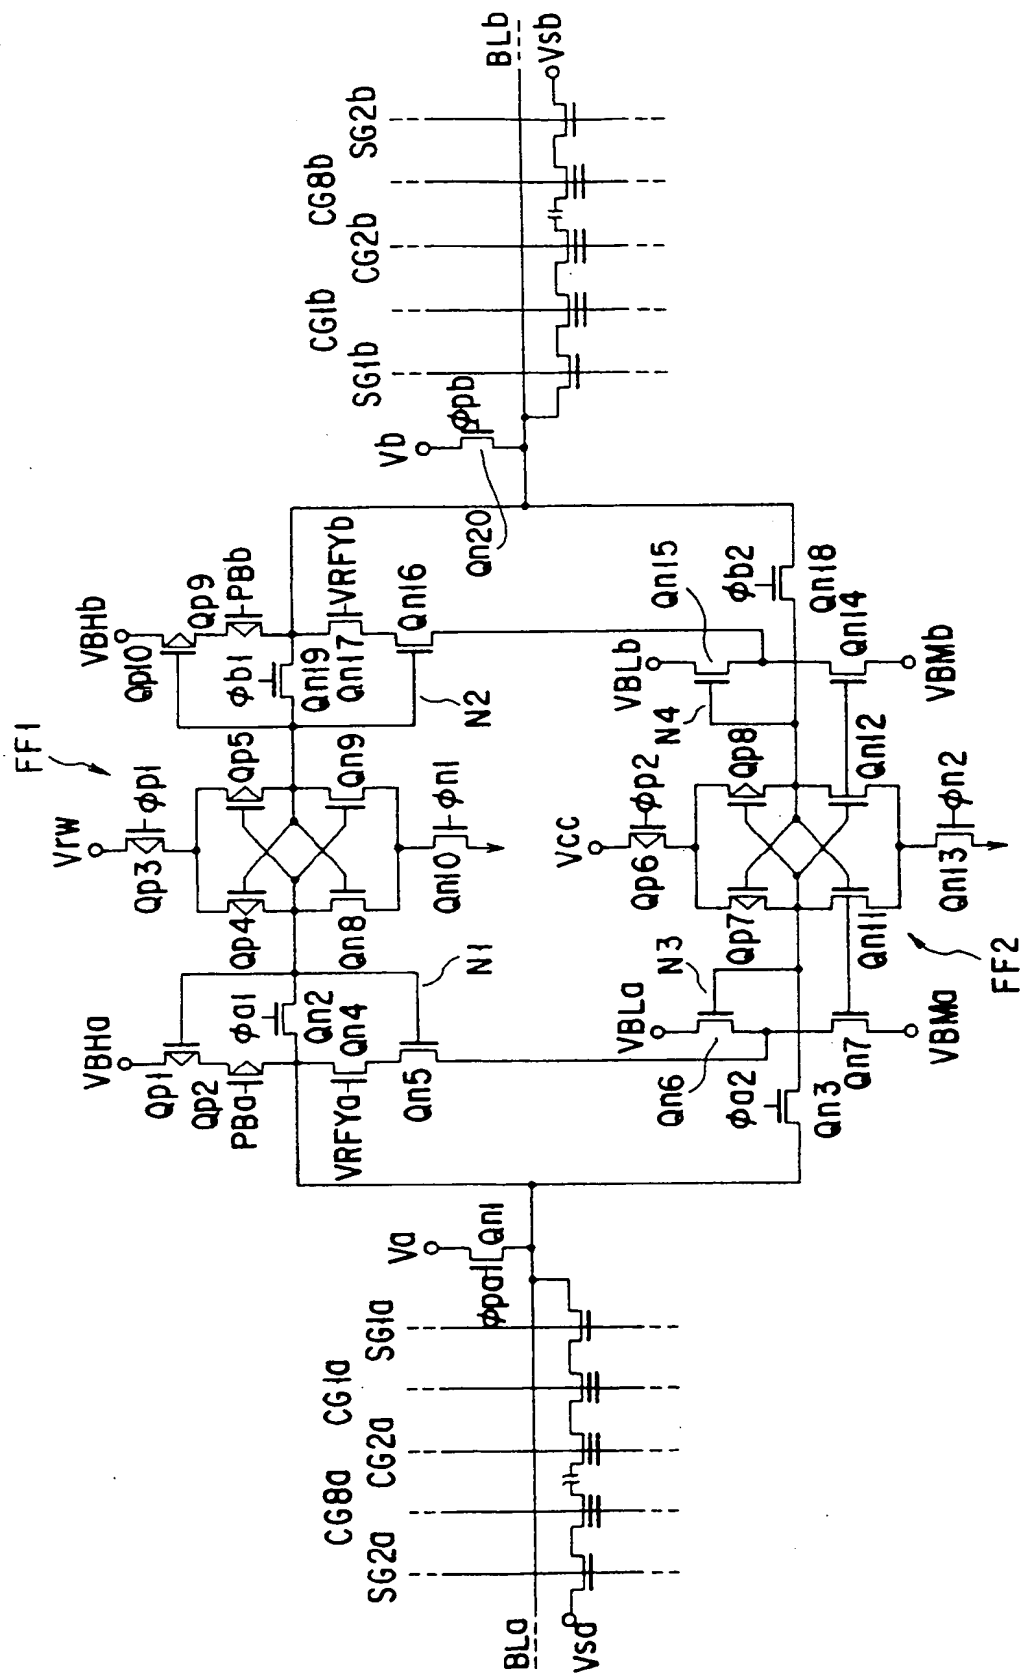 FF1
VBHa
Qp1
Qp2
PBa
φa1
Qn2
VRFYa
Qn4
Qn5
N1
Vrw
Qp3
φp1
Qp4
Qp5
Qn8
Qn9
Qn10
φn1
VBHb
Qp10
Qp9
PBb
φb1
Qn19
Qn17
VRFYb
Qn16
N2
BLa
Vsa
SG2a
CG8a
CG2a
CG1a
SG1a
Va
φpa
Qn1
Vb
φpb
Qn20
SG1b
CG1b
CG2b
CG8b
SG2b
BLb
Vsb
VBLa
N3
Qn6
φa2
Qn3
Qn7
VBMa
Vcc
Qp6
φp2
Qp7
Qp8
Qn11
Qn12
Qn13
φn2
VBLb
N4
Qn15
φb2
Qn18
Qn14
VBMb
FF2